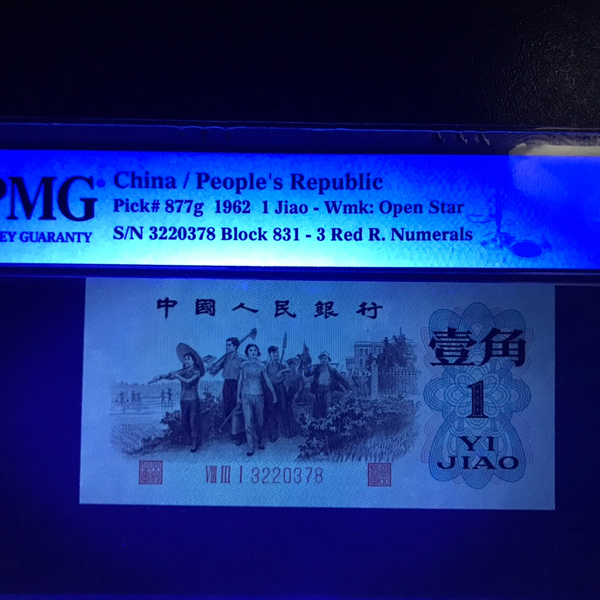 PMG
EY GUARANTY
China / People's Republic
Pick# 877g 1962 1 Jiao - Wmk: Open Star
S/N 3220378 Block 831 - 3 Red R. Numerals
中國人民銀行
壹角
1
YI
JIAO
VIII III I 3220378